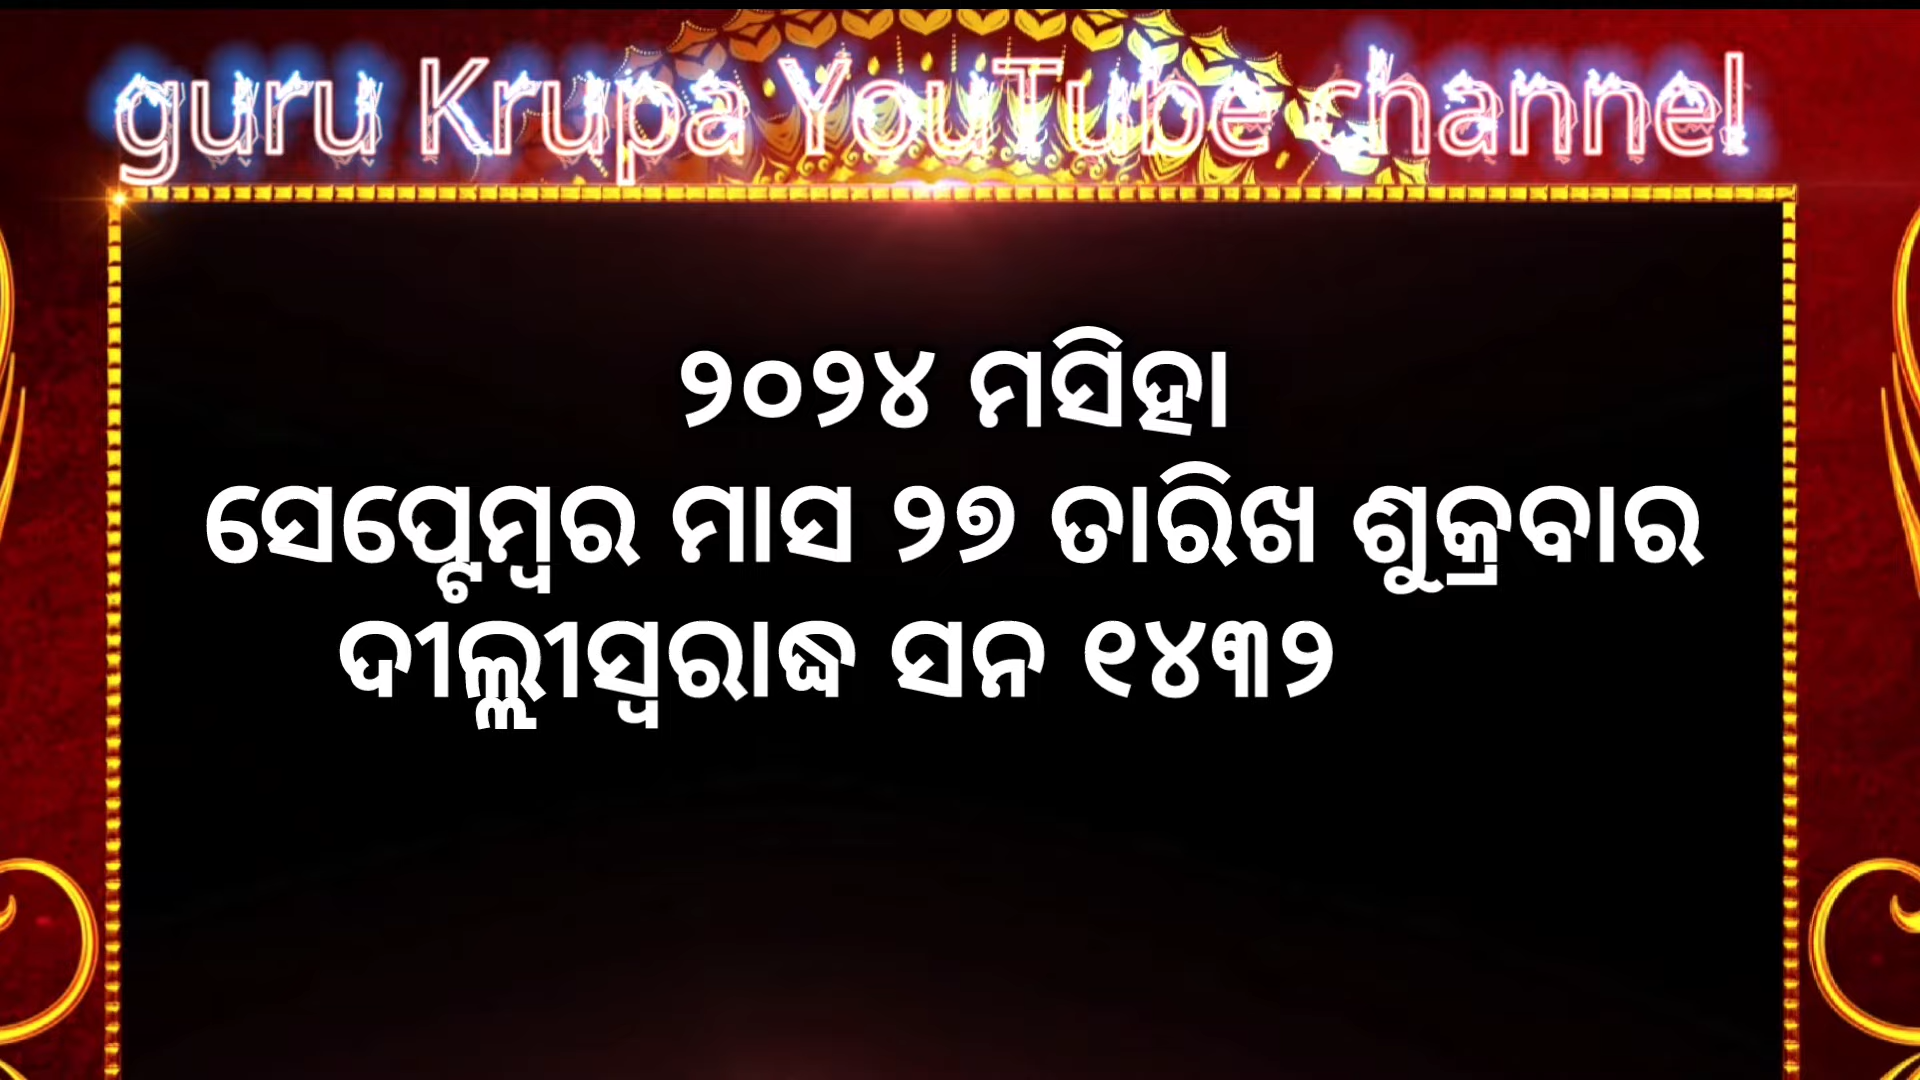 guru Krupa YouTube channel
୨୦୨୪ ମସିହା
ସେପ୍ଟେମ୍ବର ମାସ ୨୭ ତାରିଖ ଶୁକ୍ରବାର
ଦୀଲ୍ଲୀସ୍ୱରାଦ୍ଧ ସନ ୧୪୩୨